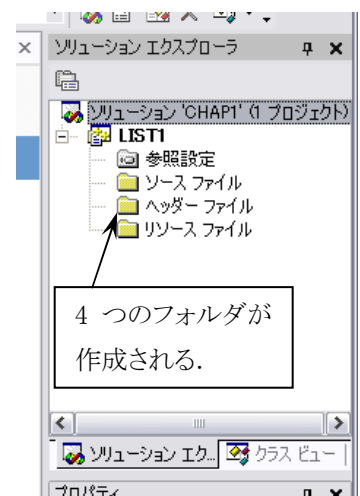 ソリューション エクスプローラ
ソリューション 'CHAP1' (1 プロジェクト)
LIST1
参照設定
ソース ファイル
ヘッダー ファイル
リソース ファイル
4 つのフォルダが
作成される.
ソリューション エク...
クラス ビュー
プロパティ